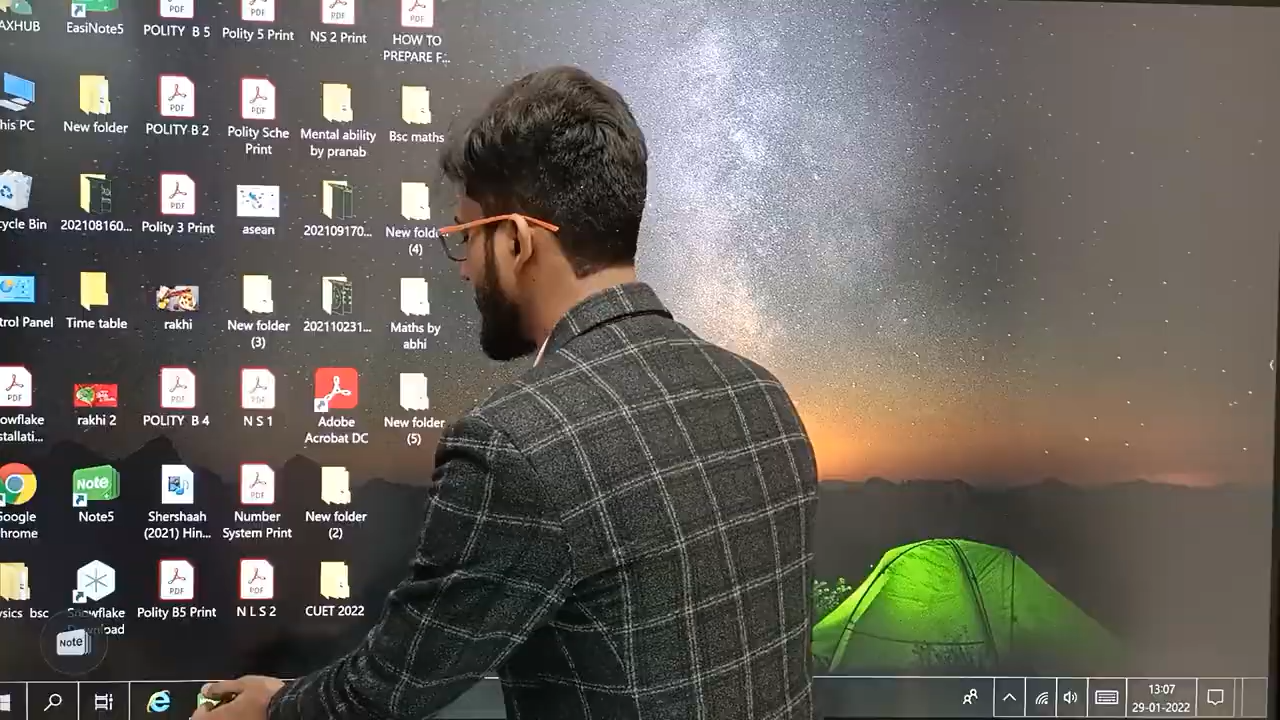 AXHUB
EasiNote5
POLITY B 5
Polity 5 Print
NS 2 Print
HOW TO
PREPARE F...
his PC
New folder
POLITY B 2
Polity Sche
Print
Mental ability
by pranab
Bsc maths
cycle Bin
202108160...
Polity 3 Print
asean
202109170...
New fold
(4)
trol Panel
Time table
rakhi
New folder
(3)
202110231...
Maths by
abhi
owflake
stallati...
rakhi 2
POLITY B 4
N S 1
Adobe
Acrobat DC
New folder
(5)
Google
hrome
Note5
Shershaah
(2021) Hin...
Number
System Print
New folder
(2)
ysics bsc
Snowflake
Download
Polity B5 Print
N L S 2
CUET 2022
NOTE
13:07
29-01-2022